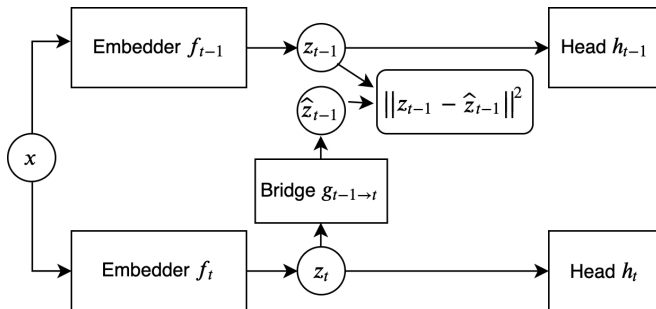 Embedder f_{t−1}
z_{t−1}
Head h_{t−1}
ẑ_{t−1}
||z_{t−1} − ẑ_{t−1}||²
x
Bridge g_{t−1→t}
Embedder f_t
z_t
Head h_t